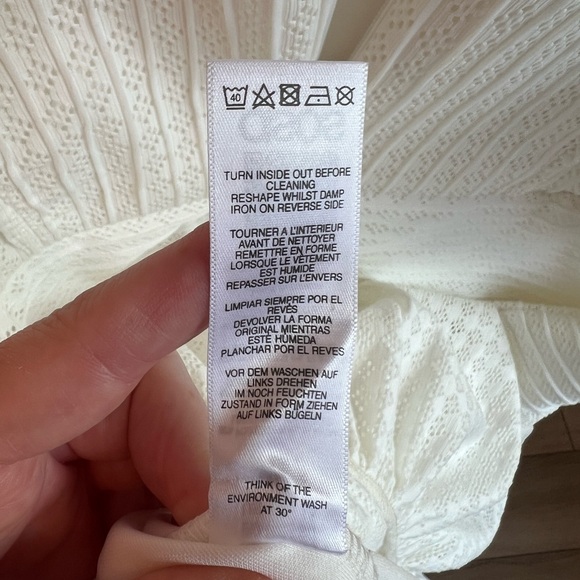 40
TURN INSIDE OUT BEFORE
CLEANING
RESHAPE WHILST DAMP
IRON ON REVERSE SIDE
TOURNER A L'INTERIEUR
AVANT DE NETTOYER
REMETTRE EN FORME
LORSQUE LE VÊTEMENT
EST HUMIDE
REPASSER SUR L'ENVERS
LIMPIAR SIEMPRE POR EL
REVÉS
DEVOLVER LA FORMA
ORIGINAL MIENTRAS
ESTÉ HÚMEDA
PLANCHAR POR EL REVES
VOR DEM WASCHEN AUF
LINKS DREHEN
IM NOCH FEUCHTEN
ZUSTAND IN FORM ZIEHEN
AUF LINKS BÜGELN
THINK OF THE
ENVIRONMENT WASH
AT 30°